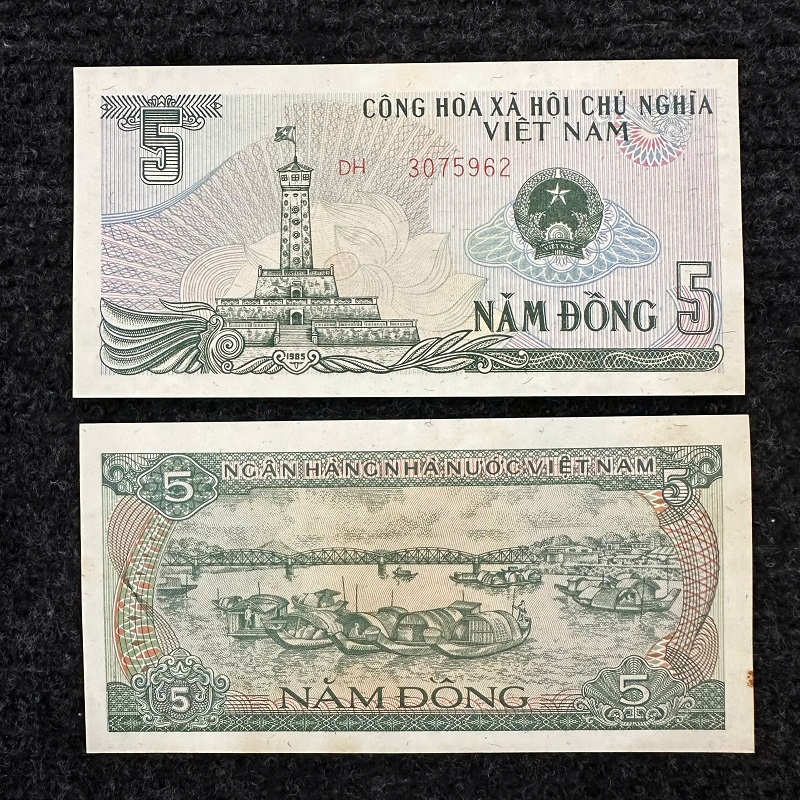 5
CỘNG HÒA XÃ HỘI CHỦ NGHĨA
VIỆT NAM
DH 3075962
VIỆT NAM
NĂM ĐỒNG 5
1985
5 NGÂN HÀNG NHÀ NƯỚC VIỆT NAM 5
5 NĂM ĐỒNG 5